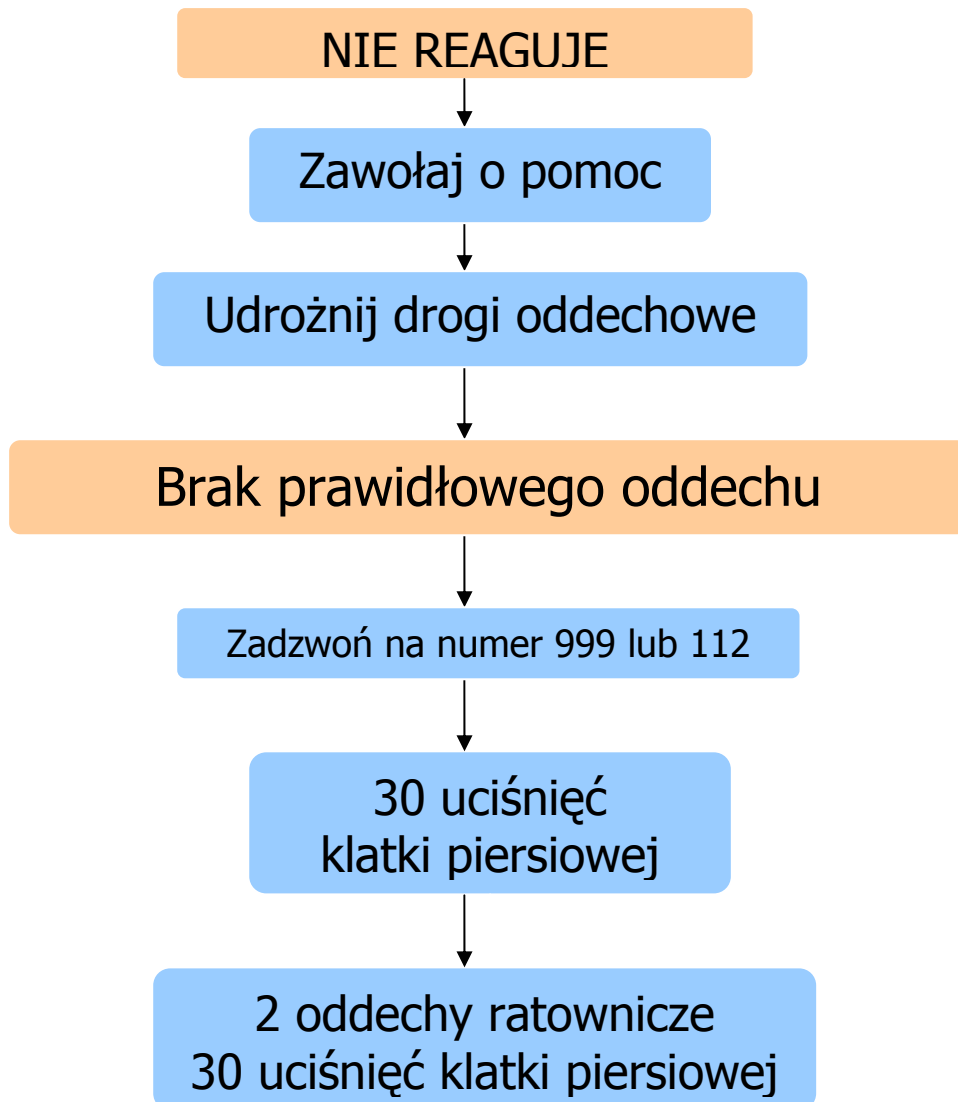 NIE REAGUJE
Zawołaj o pomoc
Udrożnij drogi oddechowe
Brak prawidłowego oddechu
Zadzwoń na numer 999 lub 112
30 uciśnięć
klatki piersiowej
2 oddechy ratownicze
30 uciśnięć klatki piersiowej